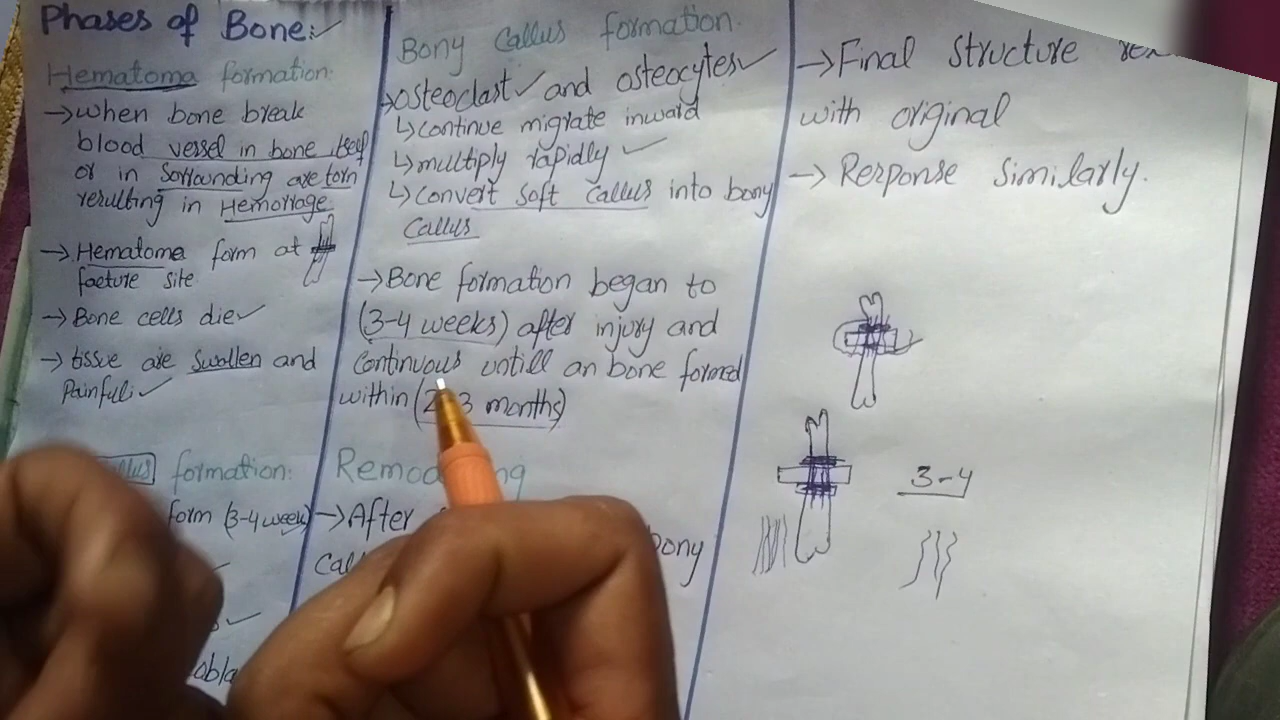 Phases of Bone:
Hematoma formation:
→ when bone break
blood vessel in bone itself
or in Sorrounding are torn
resulting in Hemorrage.
→ Hematoma form at
facture site
→ Bone cells die
→ tissue are swollen and
Painful:
formation:
form (3-4 week)
Bony Callus formation.
→ osteoclast and osteocytes
↳ continue migrate inward
↳ multiply rapidly
↳ convert soft callus into bony
Callus
→ Bone formation began to
(3-4 weeks) after injury and
continuous untill an bone formed
within (2-3 months)
→ After
bony
→ Final structure
with original
→ Response similarly.
3-4